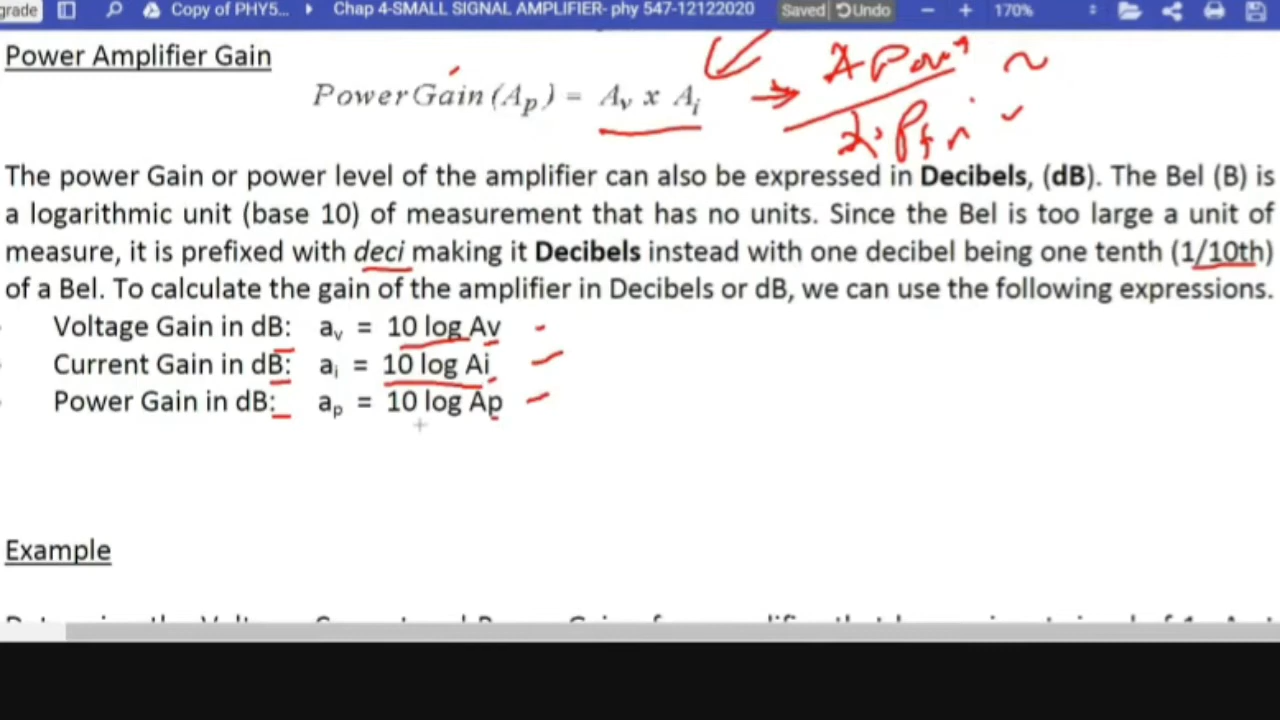 grade Copy of PHY5... Chap 4-SMALL SIGNAL AMPLIFIER- phy 547-12122020 Saved Undo 170%
Power Amplifier Gain
Power Gain (Ap) = Av x Ai
The power Gain or power level of the amplifier can also be expressed in Decibels, (dB). The Bel (B) is
a logarithmic unit (base 10) of measurement that has no units. Since the Bel is too large a unit of
measure, it is prefixed with deci making it Decibels instead with one decibel being one tenth (1/10th)
of a Bel. To calculate the gain of the amplifier in Decibels or dB, we can use the following expressions.
Voltage Gain in dB: av = 10 log Av
Current Gain in dB: ai = 10 log Ai
Power Gain in dB: ap = 10 log Ap
Example